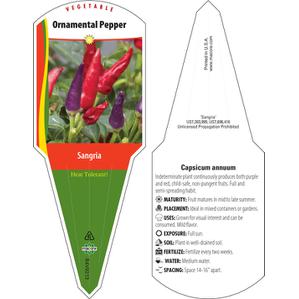 VEGETABLE
Ornamental Pepper
Sangria
Heat Tolerant!
Printed in U.S.A.
www.macore.com
'Sangria'
Unlicensed Propagation Prohibited
Capsicum annuum
Indeterminate plant continuously produces both purple
and red, child-safe, non-pungent fruits. Full and
semi-spreading habit.
MATURITY: Fruit matures in mid to late summer.
PLACEMENT: Ideal in mixed containers or gardens.
USES: Grown for visual interest and can be
consumed. Mild flavor.
EXPOSURE: Full sun.
SOIL: Plant in well-drained soil.
FERTILIZE: Fertilize every two weeks.
WATER: Medium water.
SPACING: Space 14-16" apart.